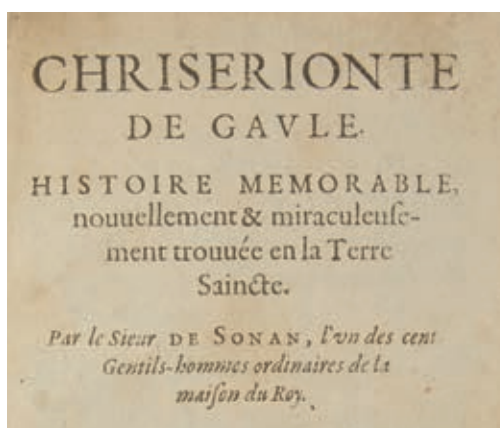 CHRISERIONTE
DE GAVLE.
HISTOIRE MEMORABLE,
nouuellement & miraculeuſe-
ment trouuée en la Terre
Saincte.
Par le Sieur DE SONAN, l'vn des cent
Gentils-hommes ordinaires de la
maiſon du Roy.